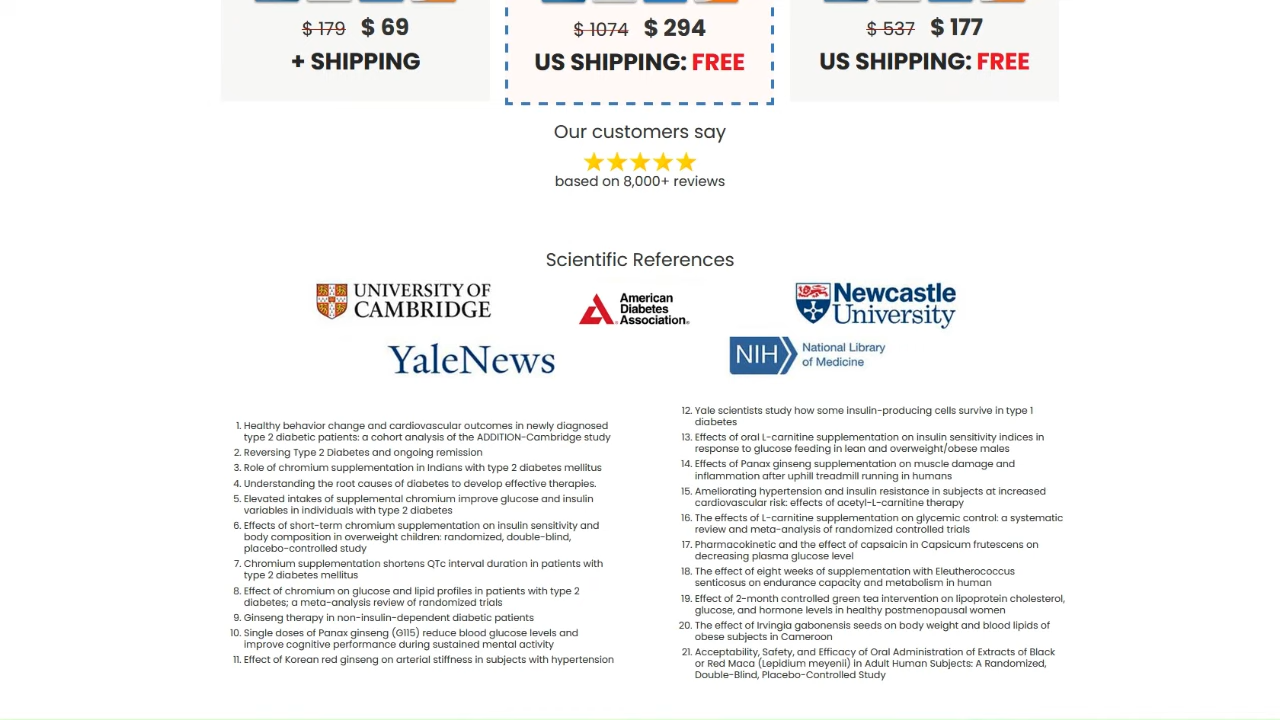 $ 179 $ 69
+ SHIPPING
$ 1074 $ 294
US SHIPPING: FREE
$ 537 $ 177
US SHIPPING: FREE
Our customers say
based on 8,000+ reviews
Scientific References
UNIVERSITY OF
CAMBRIDGE
American
Diabetes
Association®
Newcastle
University
YaleNews
NIH National Library
of Medicine
1. Healthy behavior change and cardiovascular outcomes in newly diagnosed
type 2 diabetic patients: a cohort analysis of the ADDITION-Cambridge study
2. Reversing Type 2 Diabetes and ongoing remission
3. Role of chromium supplementation in Indians with type 2 diabetes mellitus
4. Understanding the root causes of diabetes to develop effective therapies.
5. Elevated intakes of supplemental chromium improve glucose and insulin
variables in individuals with type 2 diabetes
6. Effects of short-term chromium supplementation on insulin sensitivity and
body composition in overweight children: randomized, double-blind,
placebo-controlled study
7. Chromium supplementation shortens QTc interval duration in patients with
type 2 diabetes mellitus
8. Effect of chromium on glucose and lipid profiles in patients with type 2
diabetes; a meta-analysis review of randomized trials
9. Ginseng therapy in non-insulin-dependent diabetic patients
10. Single doses of Panax ginseng (G115) reduce blood glucose levels and
improve cognitive performance during sustained mental activity
11. Effect of Korean red ginseng on arterial stiffness in subjects with hypertension
12. Yale scientists study how some insulin-producing cells survive in type 1
diabetes
13. Effects of oral L-carnitine supplementation on insulin sensitivity indices in
response to glucose feeding in lean and overweight/obese males
14. Effects of Panax ginseng supplementation on muscle damage and
inflammation after uphill treadmill running in humans
15. Ameliorating hypertension and insulin resistance in subjects at increased
cardiovascular risk: effects of acetyl-L-carnitine therapy
16. The effects of L-carnitine supplementation on glycemic control: a systematic
review and meta-analysis of randomized controlled trials
17. Pharmacokinetic and the effect of capsaicin in Capsicum frutescens on
decreasing plasma glucose level
18. The effect of eight weeks of supplementation with Eleutherococcus
senticosus on endurance capacity and metabolism in human
19. Effect of 2-month controlled green tea intervention on lipoprotein cholesterol,
glucose, and hormone levels in healthy postmenopausal women
20. The effect of Irvingia gabonensis seeds on body weight and blood lipids of
obese subjects in Cameroon
21. Acceptability, Safety, and Efficacy of Oral Administration of Extracts of Black
or Red Maca (Lepidium meyenii) in Adult Human Subjects: A Randomized,
Double-Blind, Placebo-Controlled Study